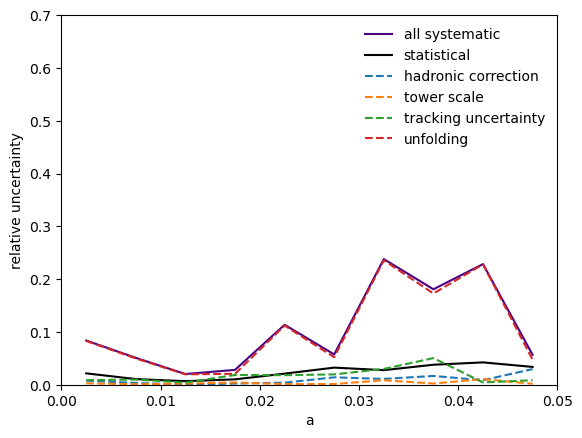 0.7
0.6
0.5
0.4
0.3
0.2
0.1
0.0
relative uncertainty
all systematic
statistical
hadronic correction
tower scale
tracking uncertainty
unfolding
0.00 0.01 0.02 0.03 0.04 0.05
a